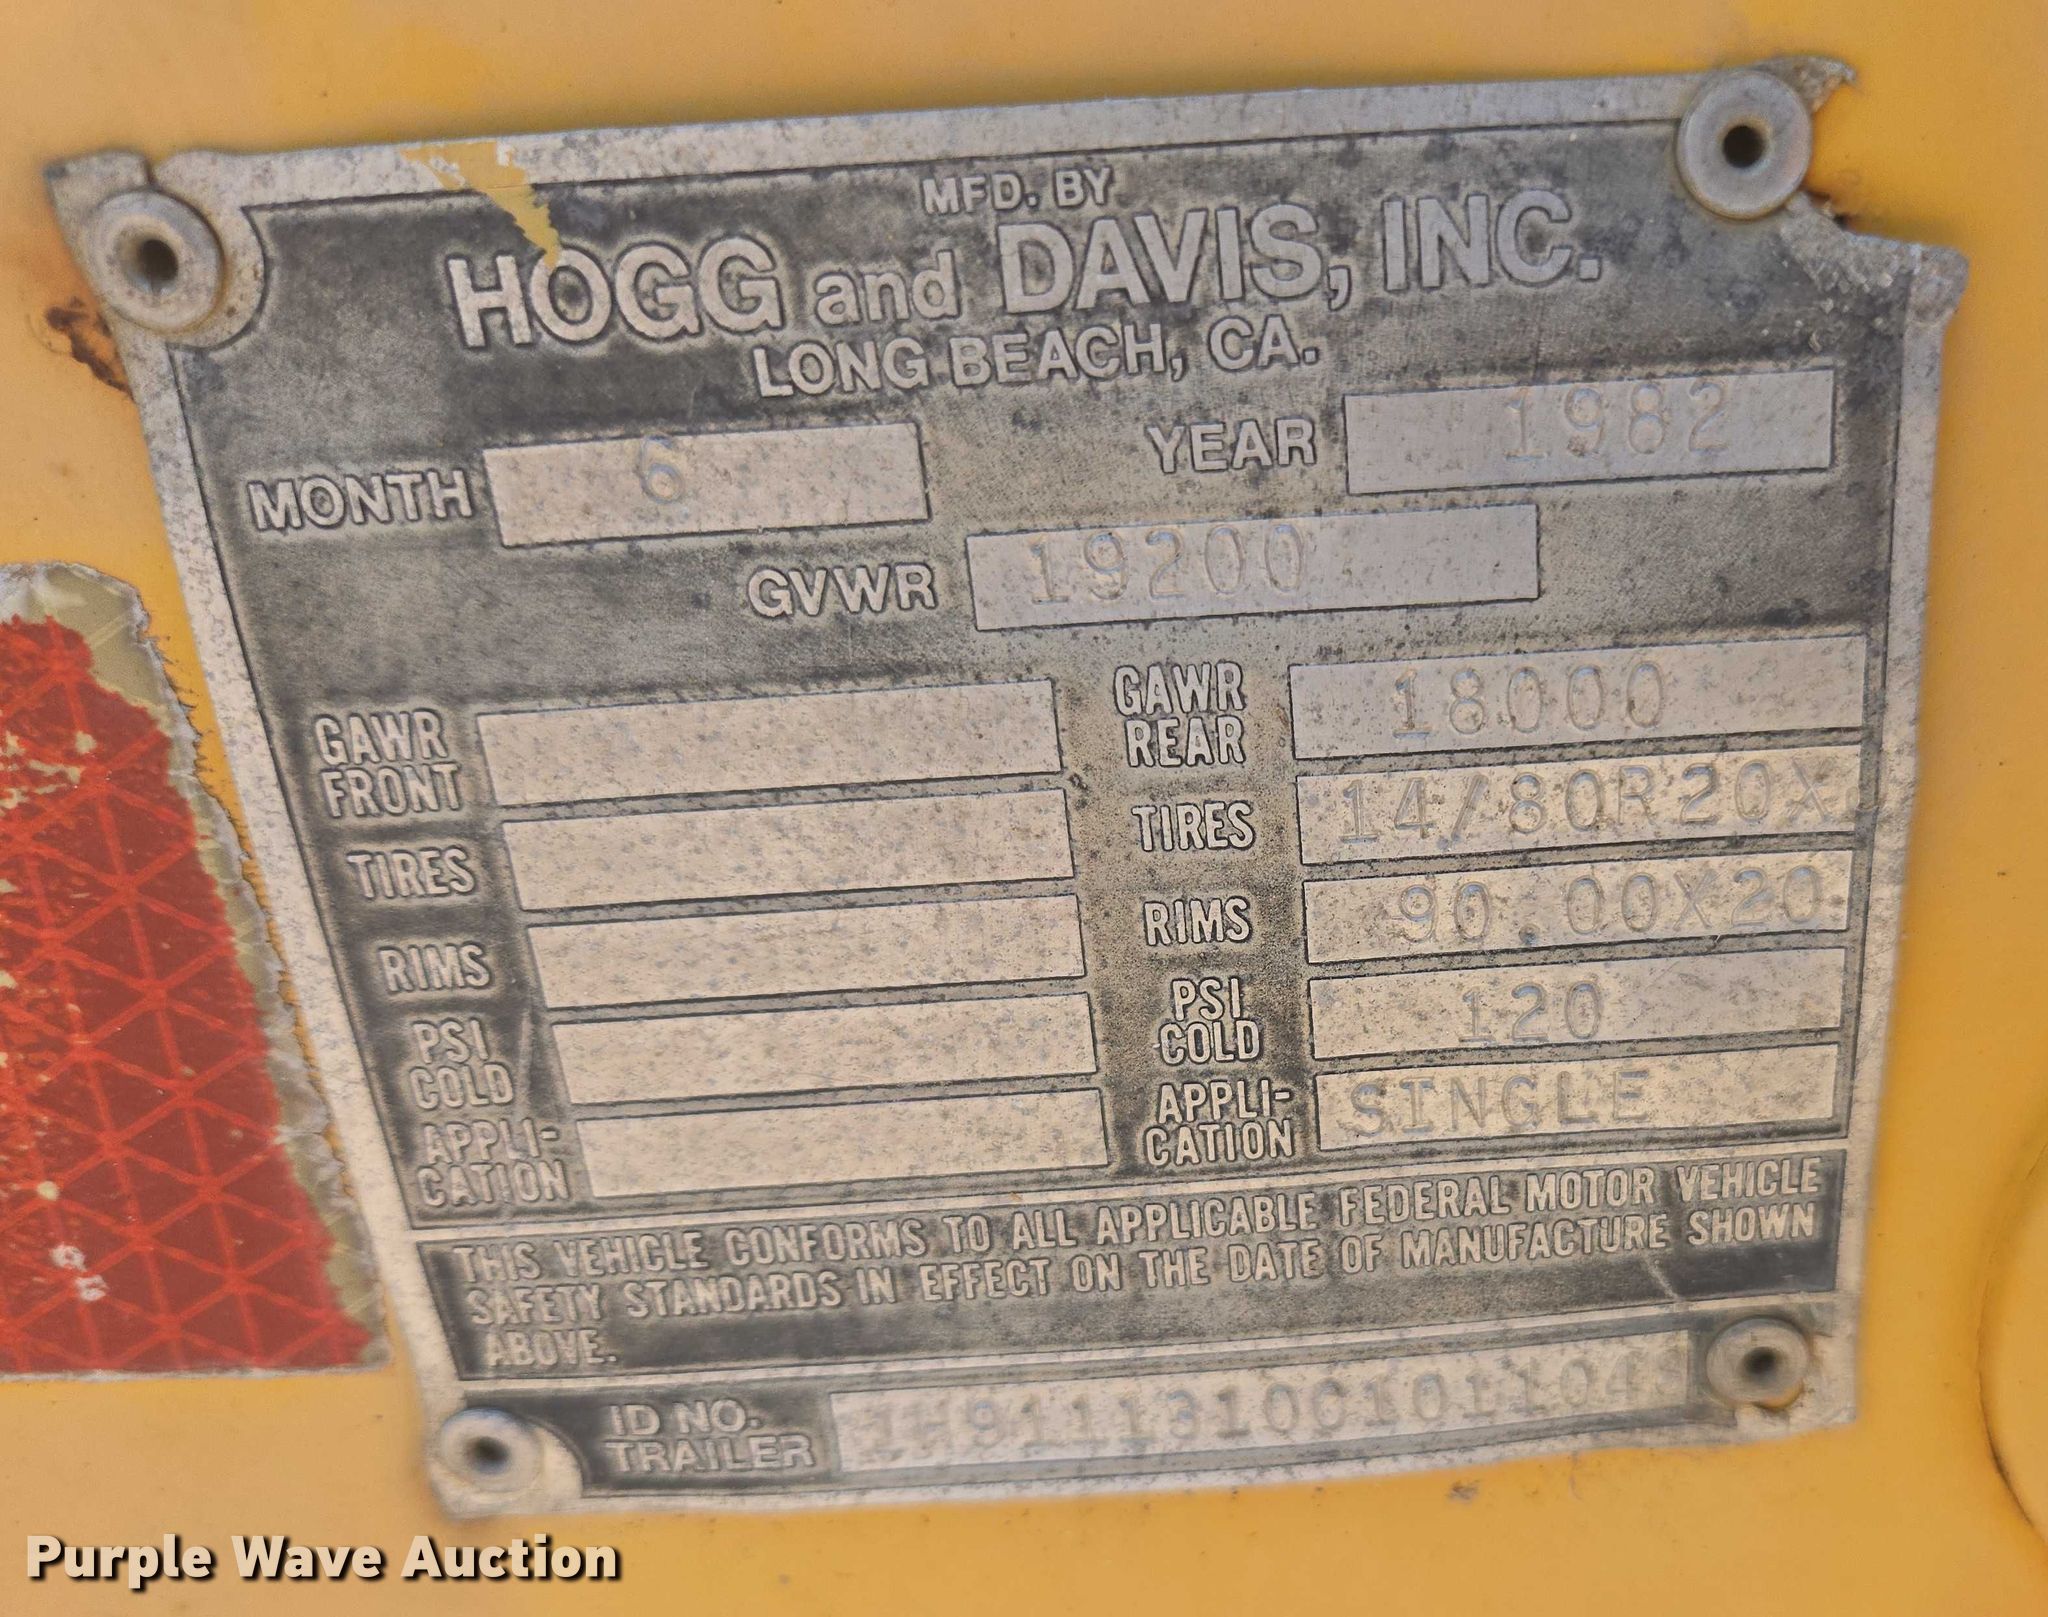 MFD. BY
HOGG and DAVIS, INC.
LONG BEACH, CA.
MONTH 6 YEAR 1982
GVWR 19200
GAWR FRONT
TIRES
RIMS
PSI COLD
APPLI-
CATION
GAWR REAR 18000
TIRES 14/80R20X
RIMS 90.00X20
PSI COLD 120
APPLI-
CATION SINGLE
THIS VEHICLE CONFORMS TO ALL APPLICABLE FEDERAL MOTOR VEHICLE
SAFETY STANDARDS IN EFFECT ON THE DATE OF MANUFACTURE SHOWN
ABOVE.
ID NO.
TRAILER
Purple Wave Auction